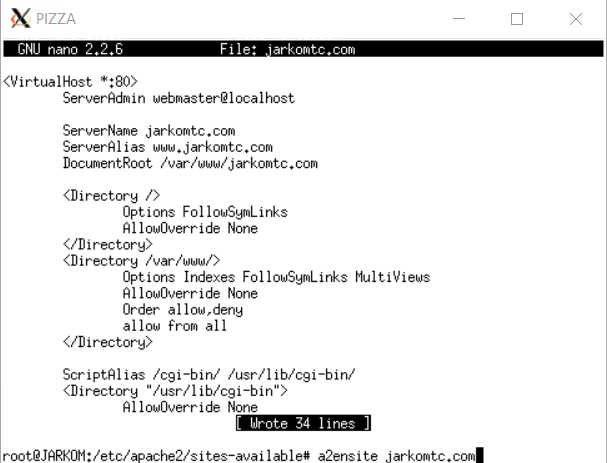 PIZZA
GNU nano 2.2.6 File: jarkomtc.com
<VirtualHost *:80>
ServerAdmin webmaster@localhost
ServerName jarkomtc.com
ServerAlias www.jarkomtc.com
DocumentRoot /var/www/jarkomtc.com
<Directory />
Options FollowSymLinks
AllowOverride None
</Directory>
<Directory /var/www/>
Options Indexes FollowSymLinks MultiViews
AllowOverride None
Order allow,deny
allow from all
</Directory>
ScriptAlias /cgi-bin/ /usr/lib/cgi-bin/
<Directory "/usr/lib/cgi-bin">
AllowOverride None
[ Wrote 34 lines ]
root@JARKOM:/etc/apache2/sites-available# a2ensite jarkomtc.com